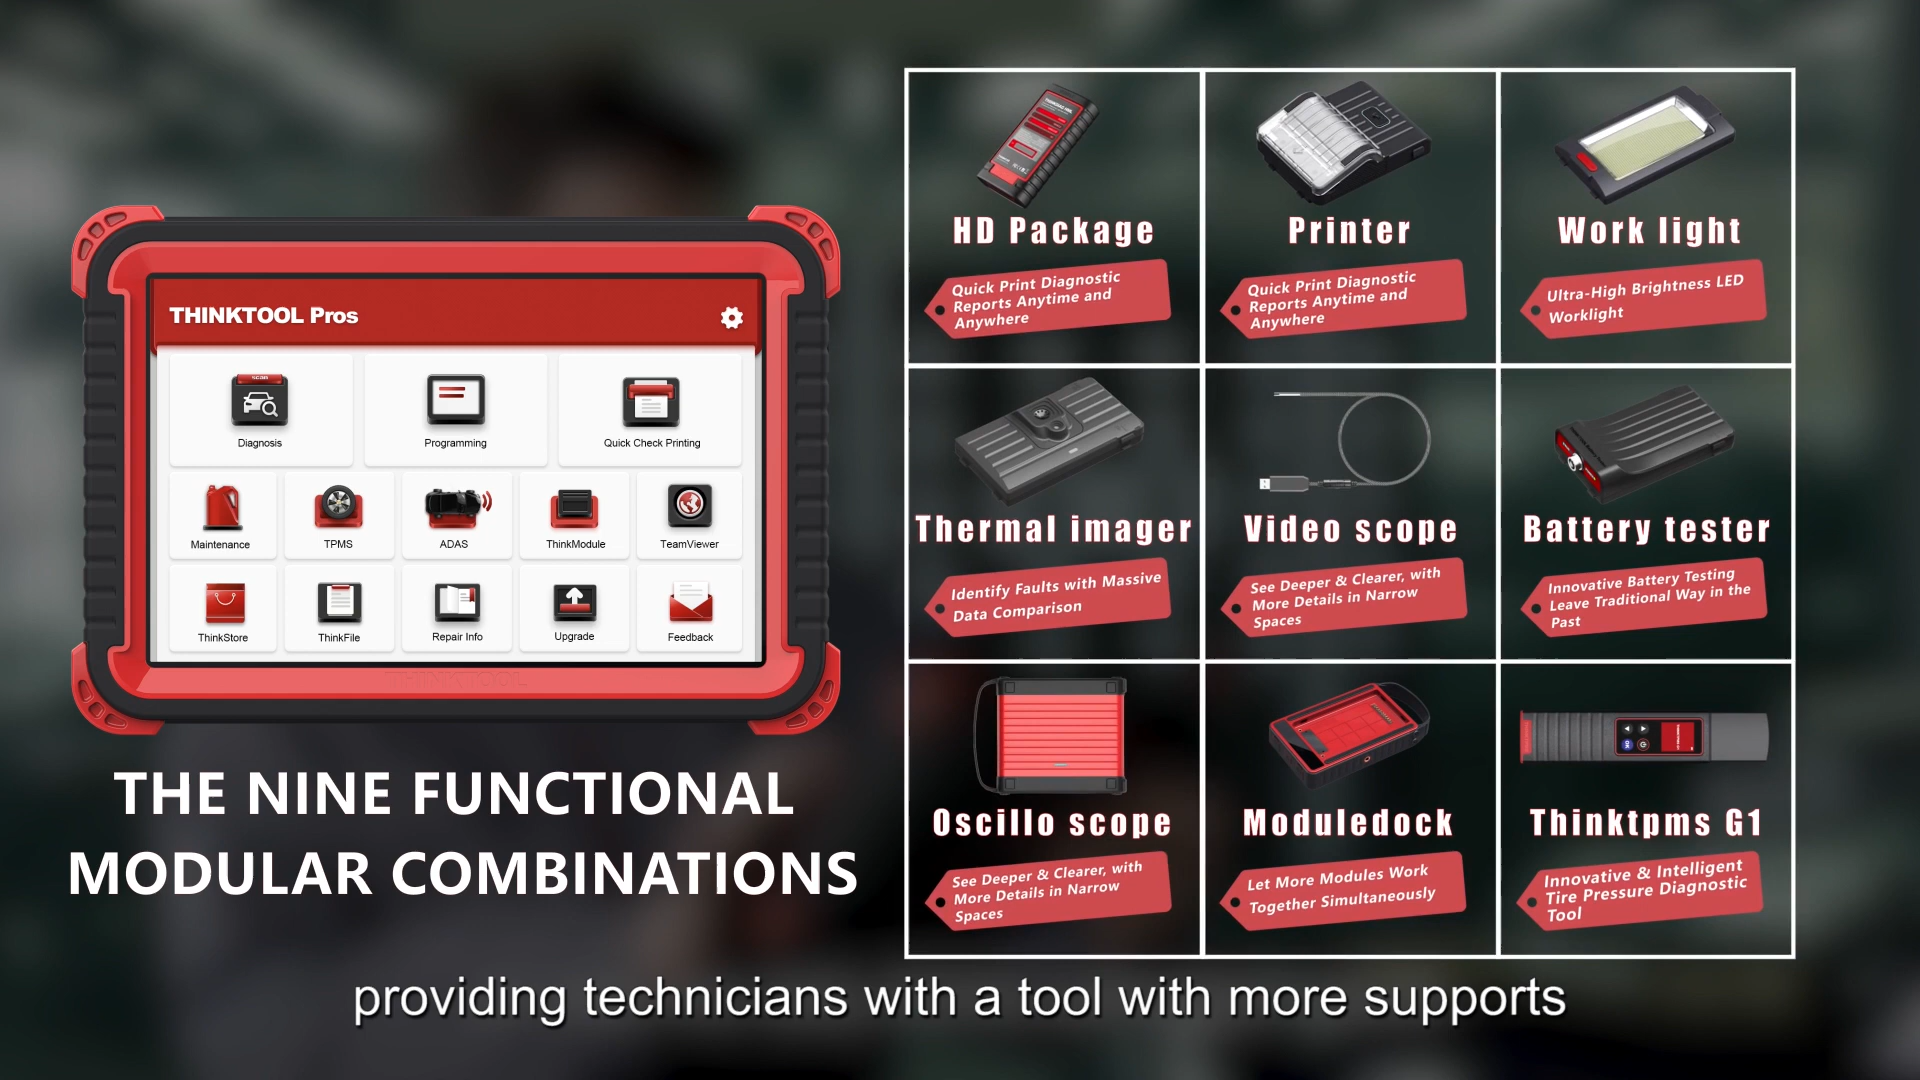 THINKTOOL Pros
SCAN
Diagnosis
Programming
Quick Check Printing
Maintenance
TPMS
ADAS
ThinkModule
TeamViewer
ThinkStore
ThinkFile
Repair Info
Upgrade
Feedback
THINKTOOL
THE NINE FUNCTIONAL
MODULAR COMBINATIONS
HD Package
Quick Print Diagnostic
Reports Anytime and
Anywhere
Printer
Quick Print Diagnostic
Reports Anytime and
Anywhere
Work light
Ultra-High Brightness LED
Worklight
Thermal imager
Identify Faults with Massive
Data Comparison
Video scope
See Deeper & Clearer, with
More Details in Narrow
Spaces
Battery tester
Innovative Battery Testing
Leave Traditional Way in the
Past
Oscillo scope
See Deeper & Clearer, with
More Details in Narrow
Spaces
Moduledock
Let More Modules Work
Together Simultaneously
OK
Thinktpms G1
Innovative & Intelligent
Tire Pressure Diagnostic
Tool
providing technicians with a tool with more supports